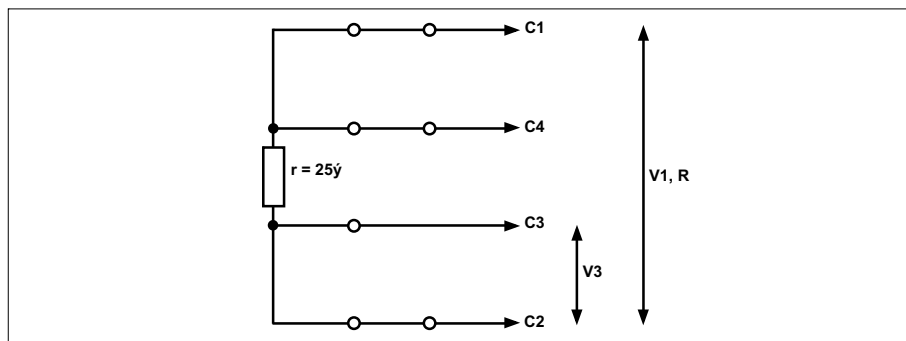 C1
C4
r = 25ý
V1, R
C3
V3
C2